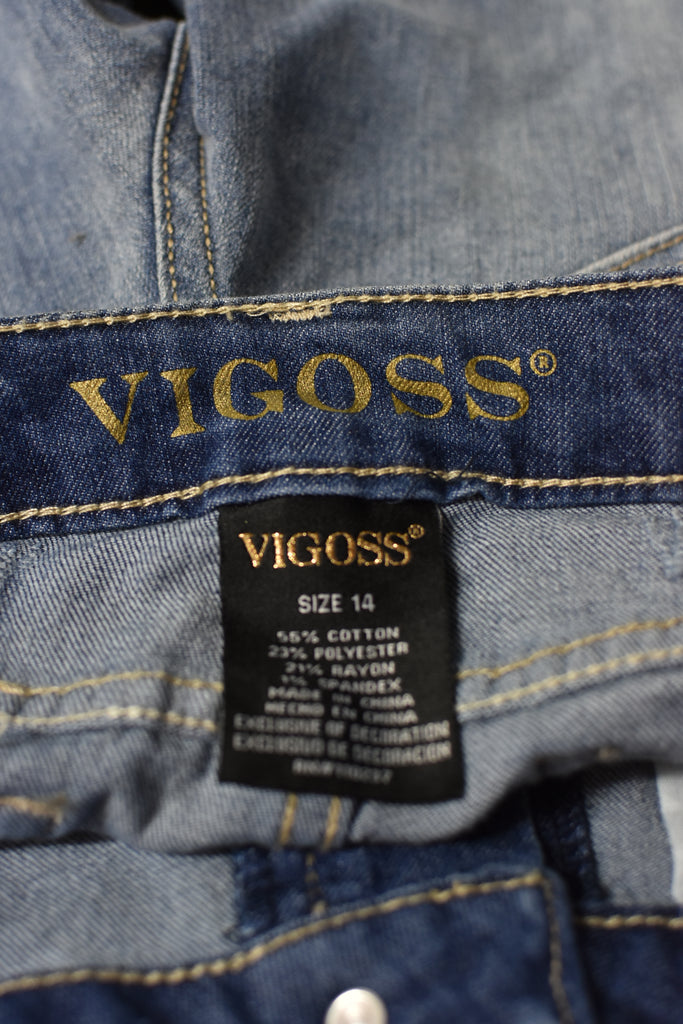 VIGOSS®
VIGOSS®
SIZE 14
55% COTTON
23% POLYESTER
21% RAYON
1% SPANDEX
MADE IN CHINA
HECHO EN CHINA
EXCLUSIVE OF DECORATION
EXCLUSIVO DE DECORACION